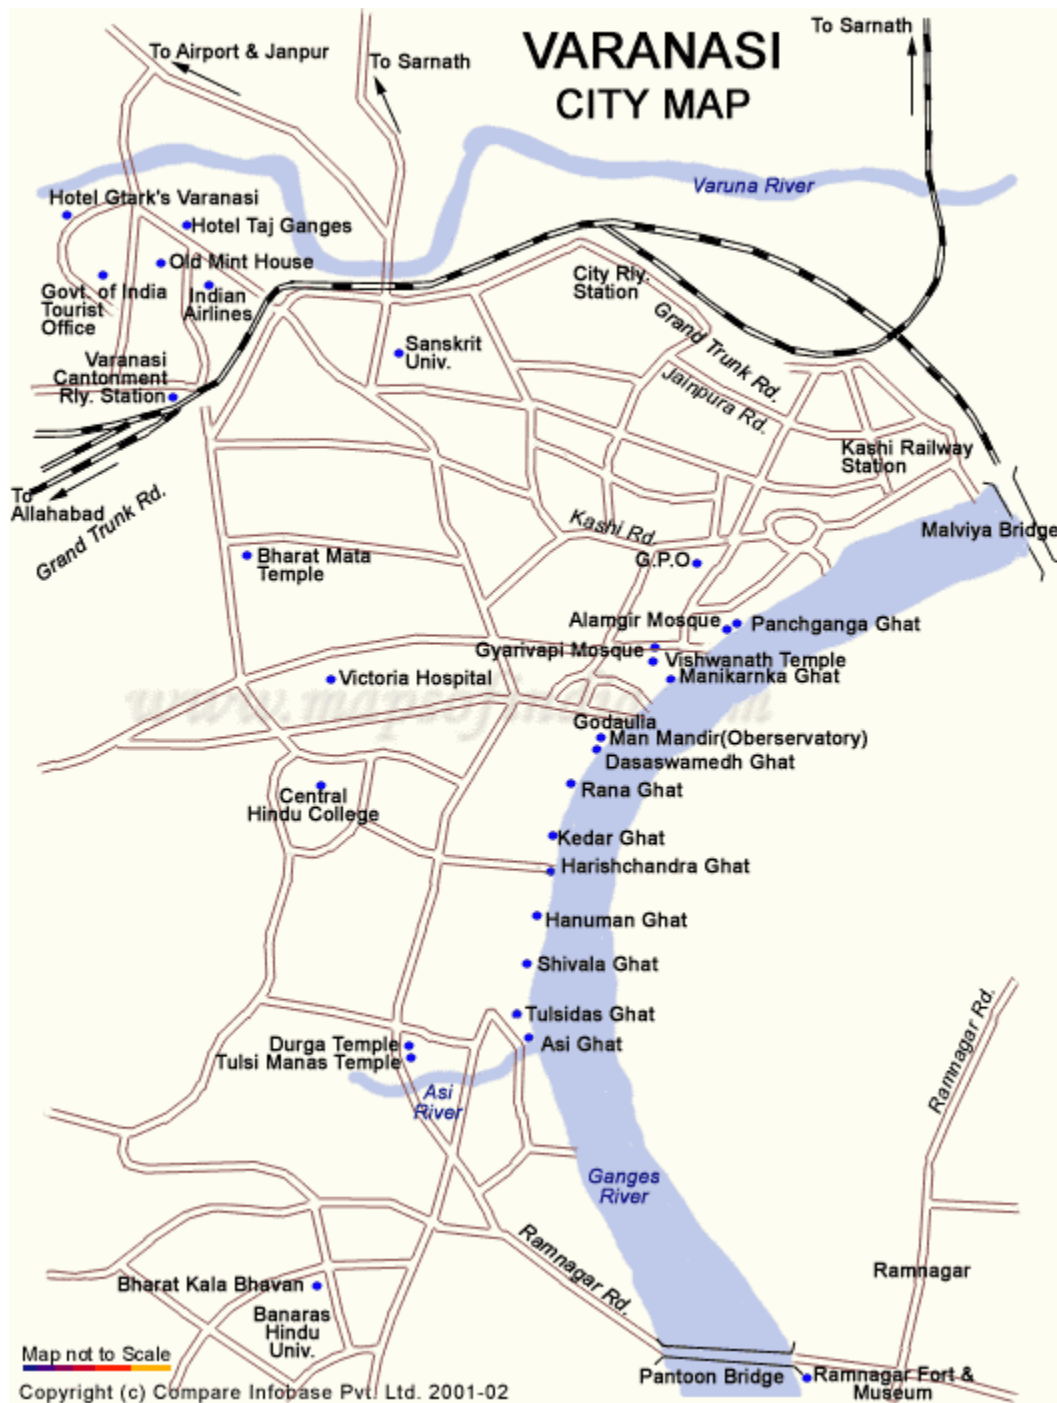 VARANASI
CITY MAP
To Airport & Janpur
To Sarnath
To Sarnath
Varuna River
Hotel Gtark's Varanasi
Hotel Taj Ganges
Old Mint House
Govt. of India
Tourist
Office
Indian
Airlines
City Rly.
Station
Grand Trunk Rd.
Jainpura Rd.
Sanskrit
Univ.
Varanasi
Cantonment
Rly. Station
Kashi Railway
Station
To
Allahabad
Grand Trunk Rd.
Kashi Rd.
Malviya Bridge
Bharat Mata
Temple
G.P.O
Alamgir Mosque
Panchganga Ghat
Gyarivapi Mosque
Vishwanath Temple
Manikarnka Ghat
Victoria Hospital
www.mapsofindia.com
Godaulla
Man Mandir(Oberservatory)
Dasaswamedh Ghat
Rana Ghat
Central
Hindu College
Kedar Ghat
Harishchandra Ghat
Hanuman Ghat
Shivala Ghat
Tulsidas Ghat
Asi Ghat
Durga Temple
Tulsi Manas Temple
Asi
River
Ramnagar Rd.
Ganges
River
Ramnagar Rd.
Ramnagar
Bharat Kala Bhavan
Banaras
Hindu
Univ.
Map not to Scale
Pantoon Bridge
Ramnagar Fort &
Museum
Copyright (c) Compare Infobase Pvt. Ltd. 2001-02